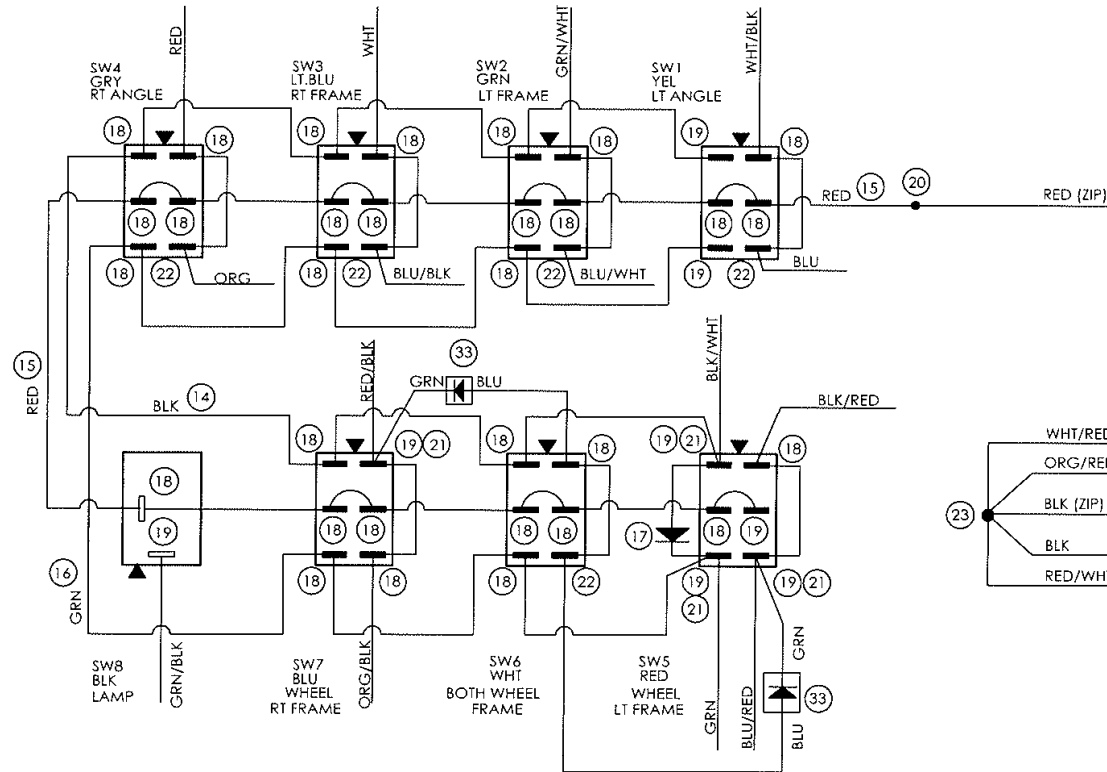 RED
WHT
GRN/WHT
WHT/BLK
SW4
GRY
RT ANGLE
SW3
LT.BLU
RT FRAME
SW2
GRN
LT FRAME
SW1
YEL
LT ANGLE
18
18
18
18
18
18
19
18
RED
15
20
RED (ZIP)
18
18
18
18
18
18
18
18
18
22
ORG
18
22
BLU/BLK
18
22
BLU/WHT
19
22
BLU
15
RED
RED/BLK
33
GRN
BLU
BLK/WHT
BLK/RED
BLK
14
18
19
21
18
18
19
21
18
WHT/RED
ORG/RED
BLK (ZIP)
BLK
RED/WHT
23
18
19
18
18
18
18
17
18
19
16
GRN
18
18
18
22
19
21
19
21
GRN
SW8
BLK
LAMP
GRN/BLK
SW7
BLU
WHEEL
RT FRAME
ORG/BLK
SW6
WHT
BOTH WHEEL
FRAME
SW5
RED
WHEEL
LT FRAME
GRN
BLU/RED
BLU
33